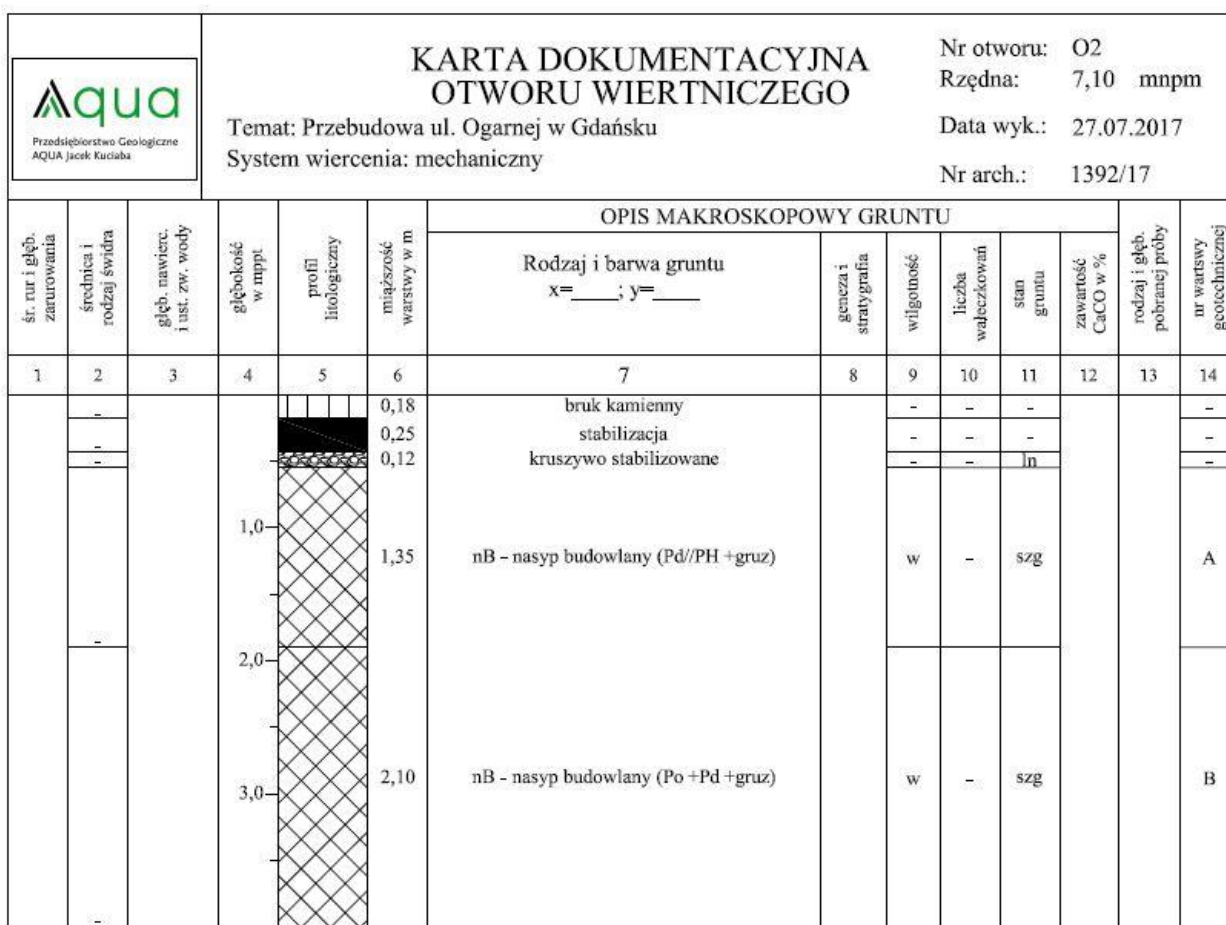 Aqua
Przedsiębiorstwo Geologiczne
AQUA Jacek Kuciaba
KARTA DOKUMENTACYJNA
OTWORU WIERTNICZEGO
Temat: Przebudowa ul. Ogarnej w Gdańsku
System wiercenia: mechaniczny
Nr otworu: O2
Rzędna: 7,10 mnpm
Data wyk.: 27.07.2017
Nr arch.: 1392/17
śr. rur i głęb.
zarurowania
średnica i
rodzaj świdra
głęb. nawierc.
i ust. zw. wody
głębokość
w mppt
profil
litologiczny
miąższość
warstwy w m
OPIS MAKROSKOPOWY GRUNTU
Rodzaj i barwa gruntu
x=____; y=____
geneza i
stratygrafia
wilgotność
liczba
wałeczkowań
stan
gruntu
zawartość
CaCO w %
rodzaj i głęb.
pobranej próby
nr wartswy
geotechnicznej
1 2 3 4 5 6 7 8 9 10 11 12 13 14
- 0,18 bruk kamienny - - - -
- 0,25 stabilizacja - - - -
- 0,12 kruszywo stabilizowane - - ln -
1,0
1,35 nB - nasyp budowlany (Pd//PH +gruz) w - szg A
-
2,0
2,10 nB - nasyp budowlany (Po +Pd +gruz) w - szg B
3,0
-